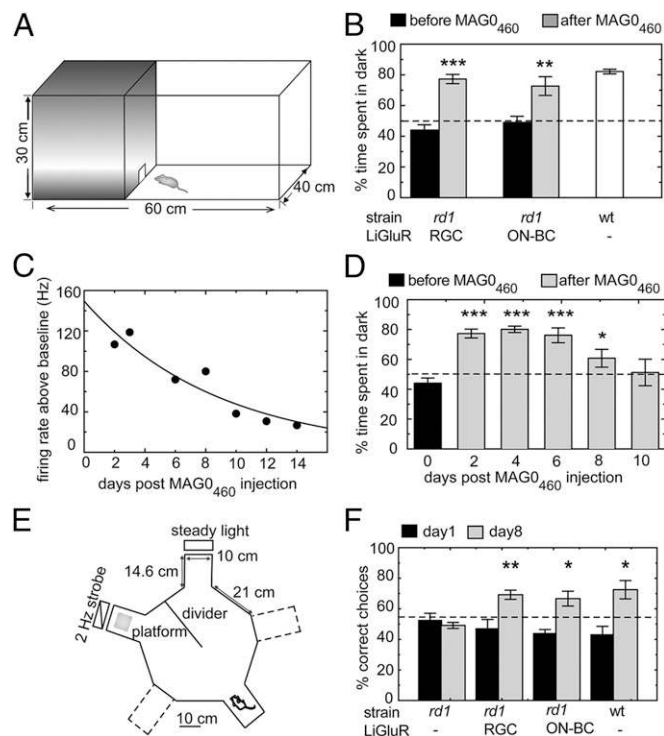 A
30 cm
60 cm
40 cm
B
before MAG0460
after MAG0460
% time spent in dark
100
80
60
40
20
0
strain rd1 rd1 wt
LiGluR RGC ON-BC -
***
**
C
firing rate above baseline (Hz)
160
120
80
40
0
0 2 4 6 8 10 12 14
days post MAG0460 injection
D
before MAG0460
after MAG0460
% time spent in dark
100
80
60
40
20
0
*** *** *** *
0 2 4 6 8 10
days post MAG0460 injection
E
steady light
10 cm
14.6 cm
21 cm
2 Hz strobe
divider
platform
10 cm
F
day1
day8
% correct choices
100
80
60
40
20
0
** * *
strain rd1 rd1 rd1 wt
LiGluR - RGC ON-BC -